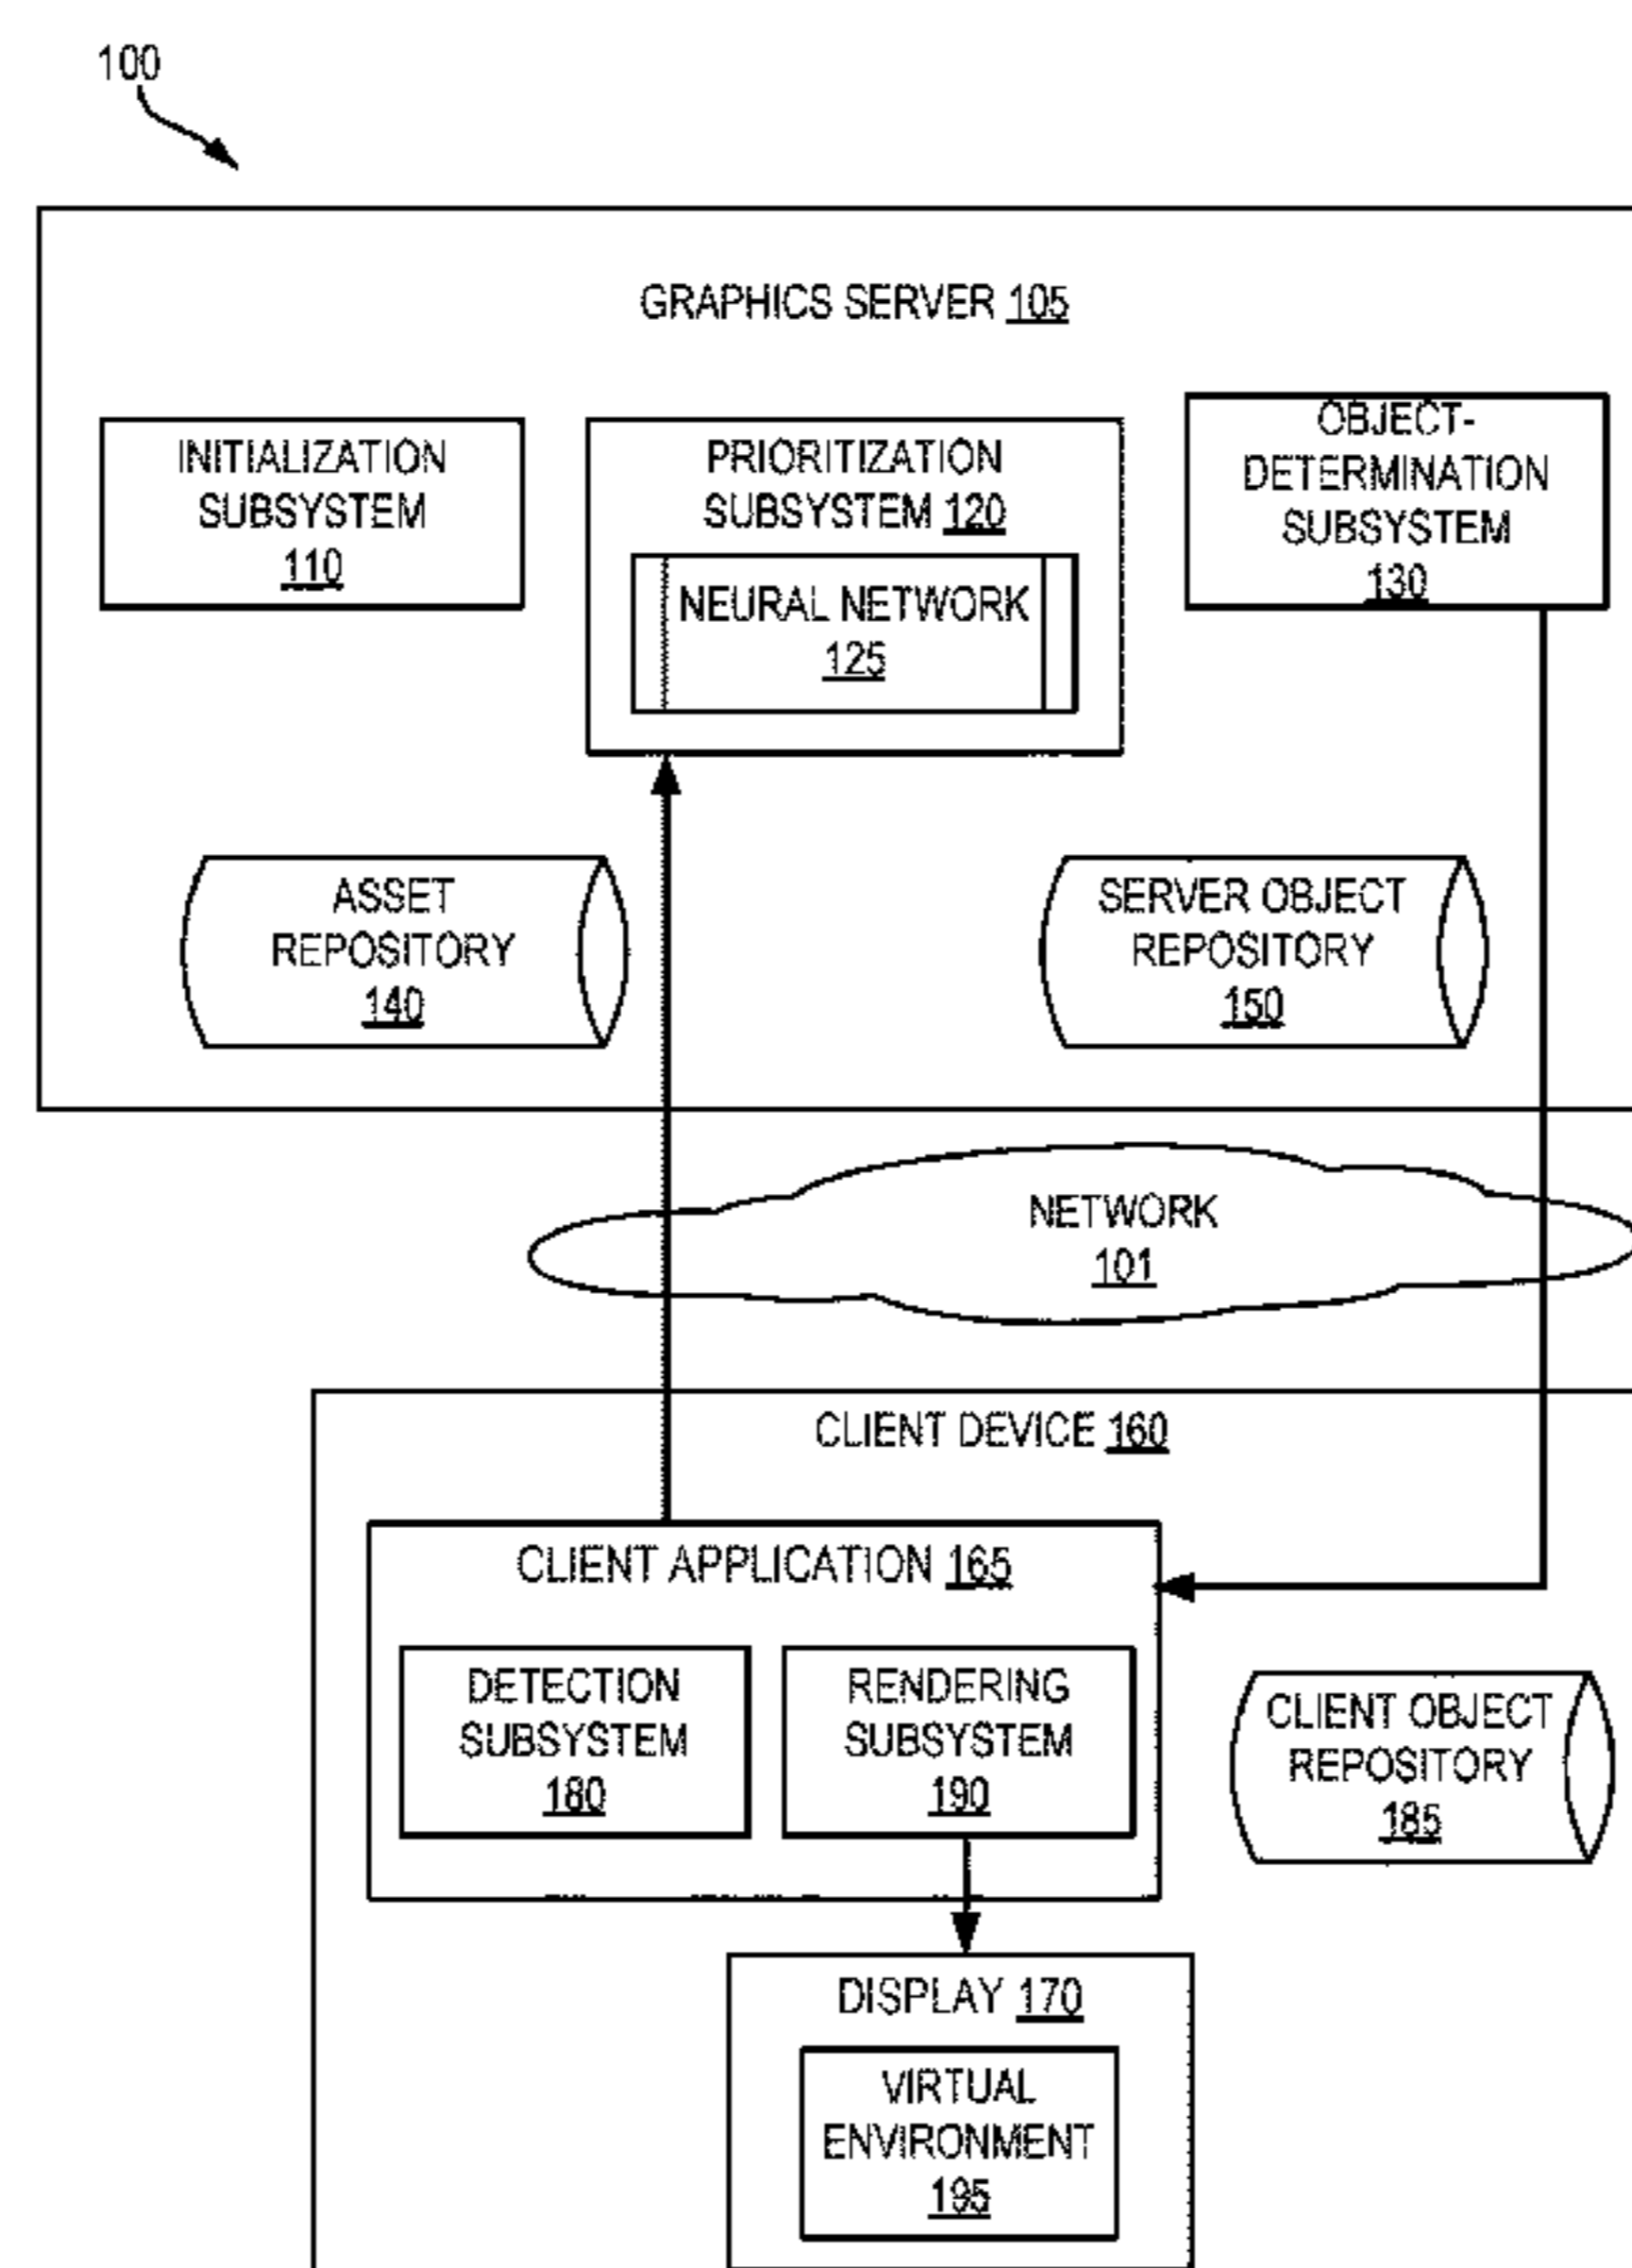 100
GRAPHICS SERVER 105
INITIALIZATION
SUBSYSTEM
110
PRIORITIZATION
SUBSYSTEM 120
NEURAL NETWORK
125
OBJECT-
DETERMINATION
SUBSYSTEM
130
ASSET
REPOSITORY
140
SERVER OBJECT
REPOSITORY
150
NETWORK
101
CLIENT DEVICE 160
CLIENT APPLICATION 165
DETECTION
SUBSYSTEM
180
RENDERING
SUBSYSTEM
190
CLIENT OBJECT
REPOSITORY
185
DISPLAY 170
VIRTUAL
ENVIRONMENT
195